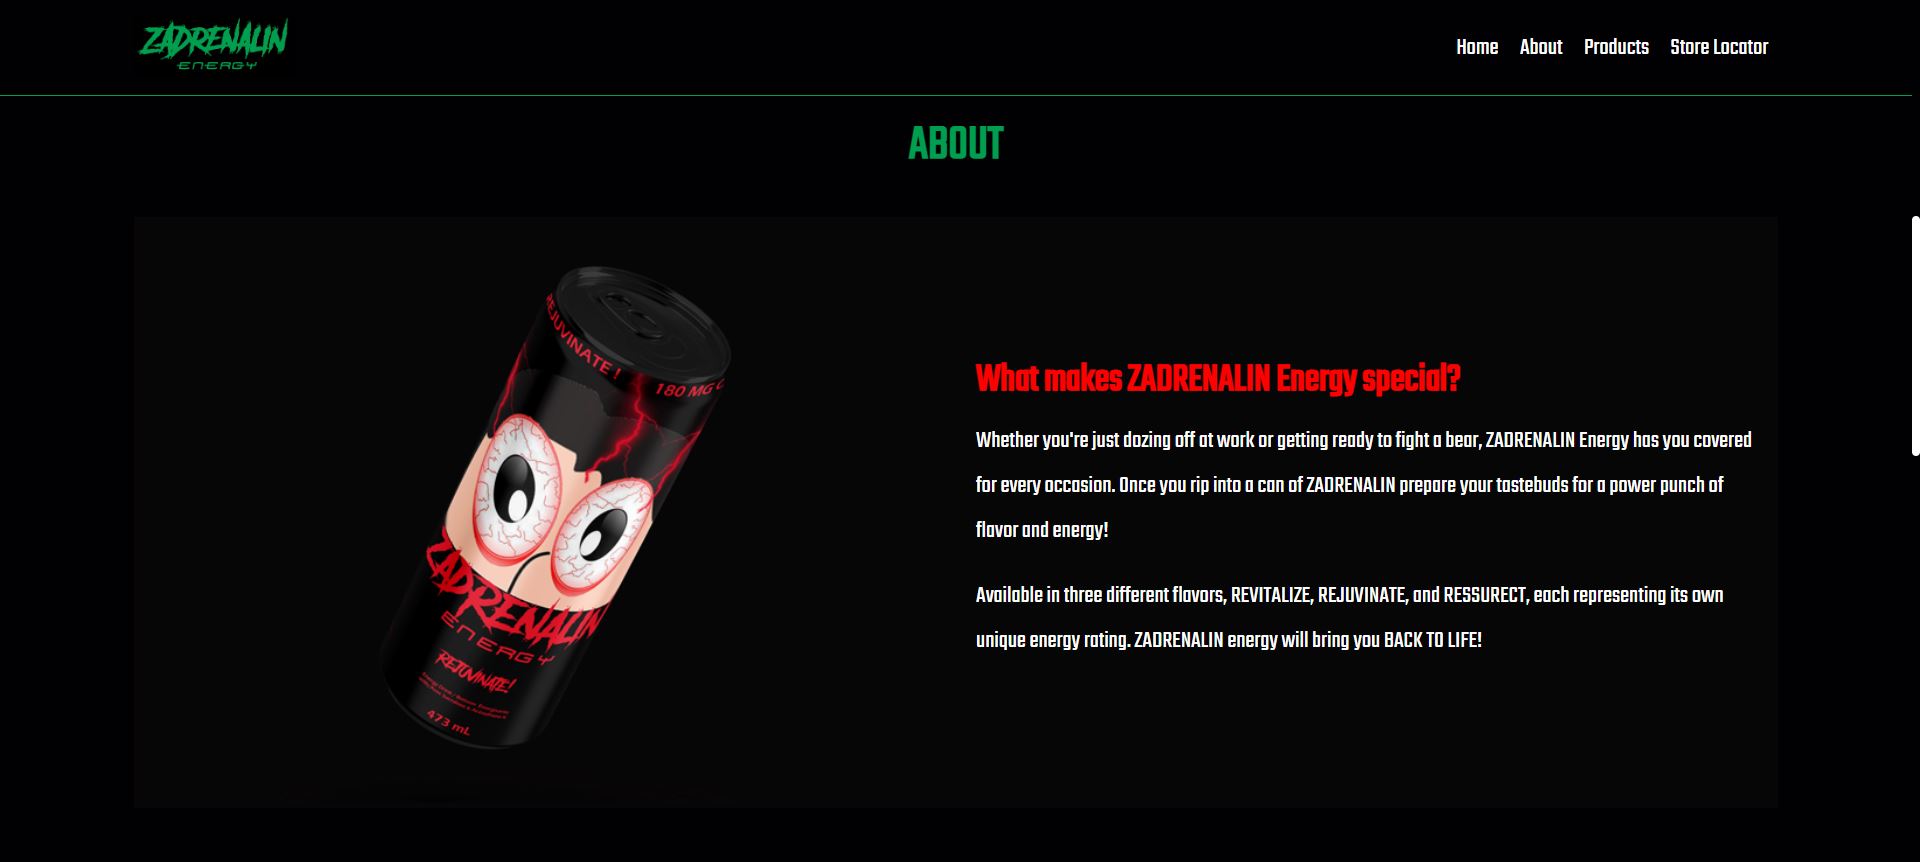 ZADRENALIN
ENERGY
Home About Products Store Locator
ABOUT
REJUVINATE !
180 MG C
ZADRENALIN
ENERGY
REJUVINATE!
473 mL
What makes ZADRENALIN Energy special?
Whether you're just dozing off at work or getting ready to fight a bear, ZADRENALIN Energy has you covered
for every occasion. Once you rip into a can of ZADRENALIN prepare your tastebuds for a power punch of
flavor and energy!
Available in three different flavors, REVITALIZE, REJUVINATE, and RESSURECT, each representing its own
unique energy rating. ZADRENALIN energy will bring you BACK TO LIFE!